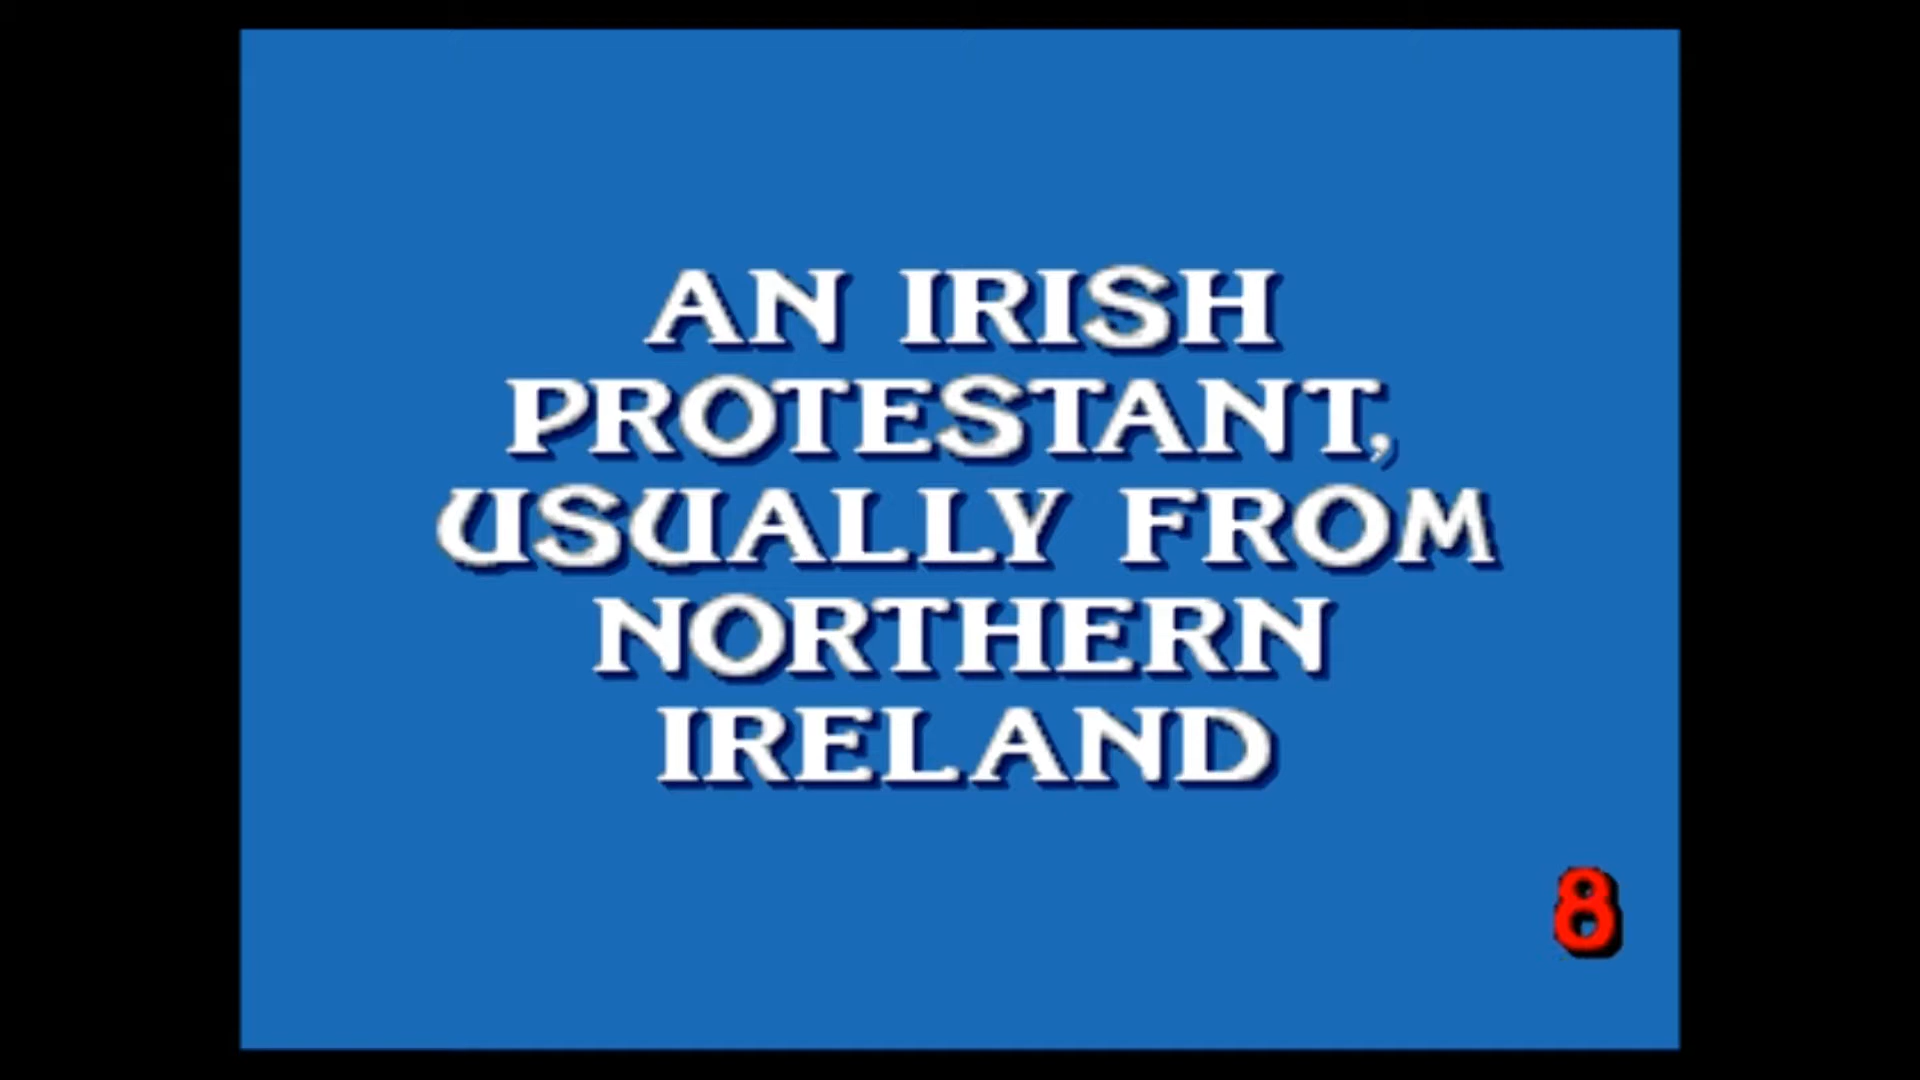 AN IRISH
PROTESTANT,
USUALLY FROM
NORTHERN
IRELAND
8